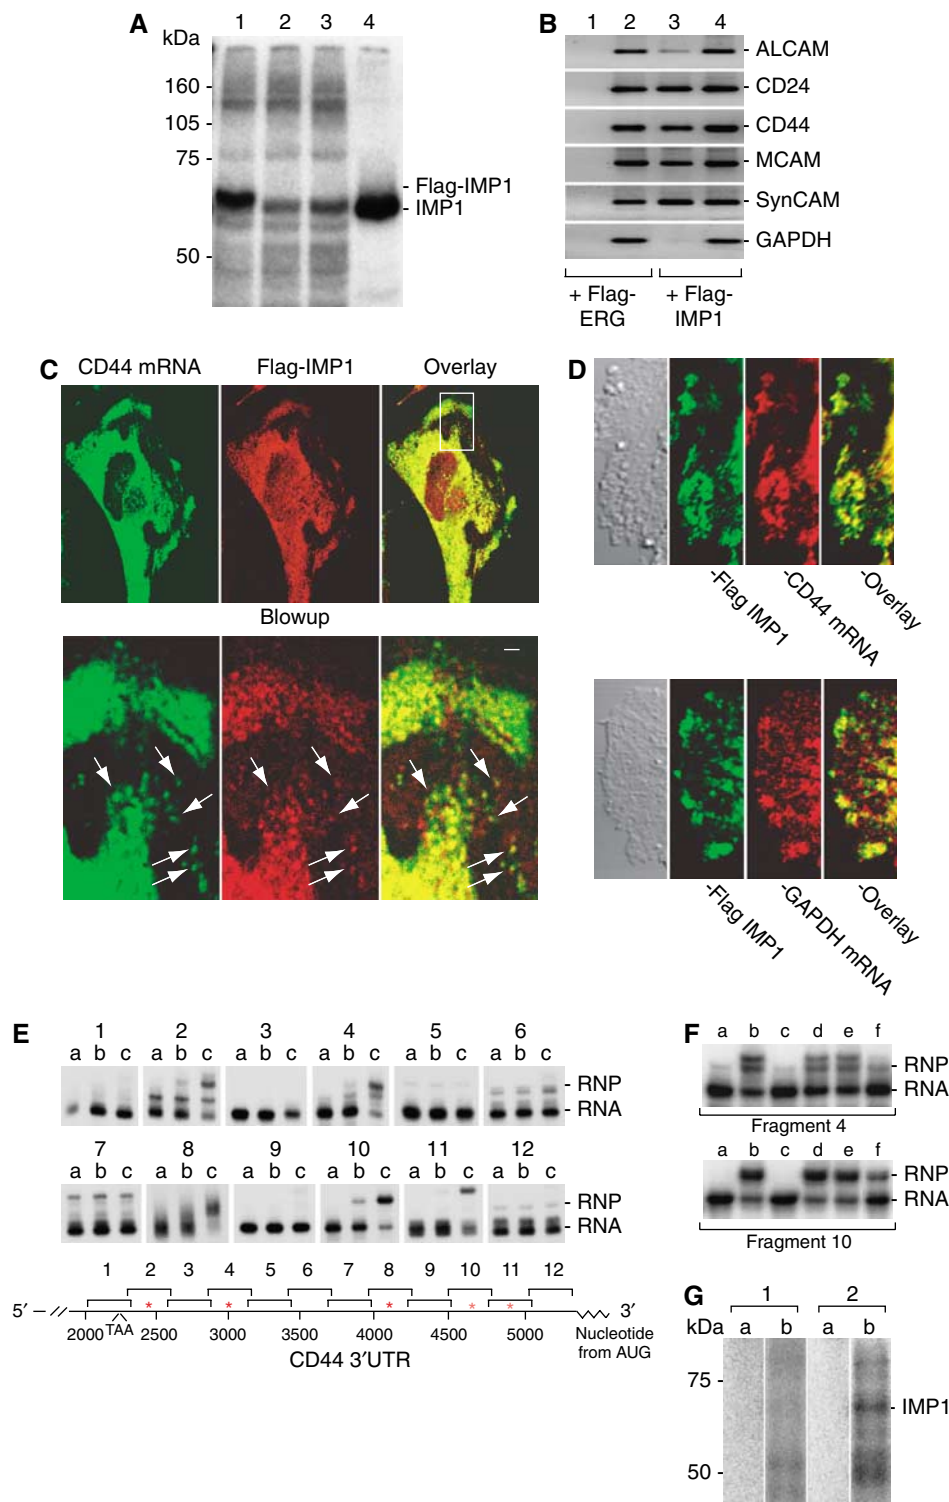 A
1 2 3 4
kDa
160 -
105 -
75 -
50 -
- Flag-IMP1
- IMP1
B
1 2 3 4
- ALCAM
- CD24
- CD44
- MCAM
- SynCAM
- GAPDH
+ Flag-
ERG
+ Flag-
IMP1
C
CD44 mRNA Flag-IMP1 Overlay
Blowup
D
-Flag IMP1
-CD44 mRNA
-Overlay
-Flag IMP1
-GAPDH mRNA
-Overlay
E
1 2 3 4 5 6
a b c a b c a b c a b c a b c a b c
- RNP
- RNA
7 8 9 10 11 12
a b c a b c a b c a b c a b c a b c
- RNP
- RNA
1 2 3 4 5 6 7 8 9 10 11 12
* * * * *
5′ 3′
2000 TAA 2500 3000 3500 4000 4500 5000
Nucleotide
from AUG
CD44 3′UTR
F
a b c d e f
- RNP
- RNA
Fragment 4
a b c d e f
- RNP
- RNA
Fragment 10
G
1 2
kDa a b a b
75 -
50 -
- IMP1